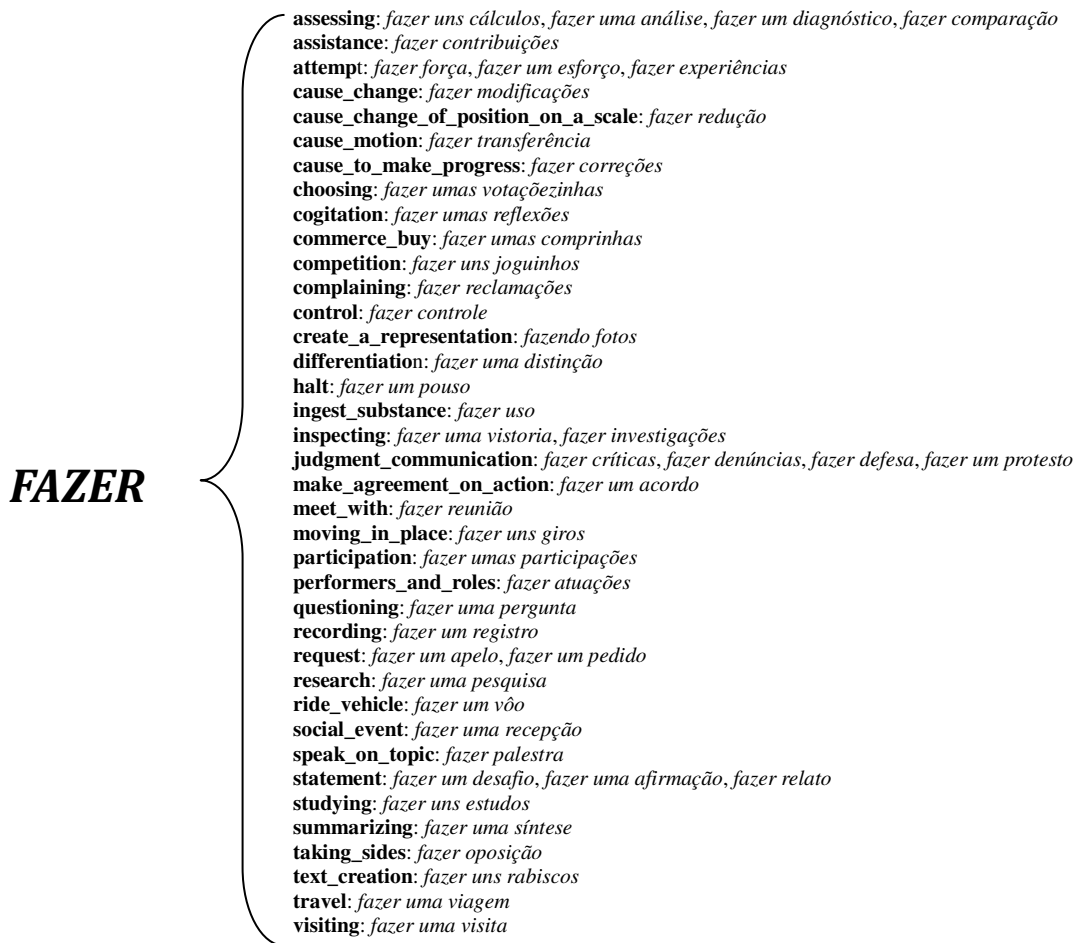 assessing: fazer uns cálculos, fazer uma análise, fazer um diagnóstico, fazer comparação
assistance: fazer contribuições
attempt: fazer força, fazer um esforço, fazer experiências
cause_change: fazer modificações
cause_change_of_position_on_a_scale: fazer redução
cause_motion: fazer transferência
cause_to_make_progress: fazer correções
choosing: fazer umas votaçõezinhas
cogitation: fazer umas reflexões
commerce_buy: fazer umas comprinhas
competition: fazer uns joguinhos
complaining: fazer reclamações
control: fazer controle
create_a_representation: fazendo fotos
differentiation: fazer uma distinção
halt: fazer um pouso
ingest_substance: fazer uso
inspecting: fazer uma vistoria, fazer investigações
judgment_communication: fazer críticas, fazer denúncias, fazer defesa, fazer um protesto
FAZER
make_agreement_on_action: fazer um acordo
meet_with: fazer reunião
moving_in_place: fazer uns giros
participation: fazer umas participações
performers_and_roles: fazer atuações
questioning: fazer uma pergunta
recording: fazer um registro
request: fazer um apelo, fazer um pedido
research: fazer uma pesquisa
ride_vehicle: fazer um vôo
social_event: fazer uma recepção
speak_on_topic: fazer palestra
statement: fazer um desafio, fazer uma afirmação, fazer relato
studying: fazer uns estudos
summarizing: fazer uma síntese
taking_sides: fazer oposição
text_creation: fazer uns rabiscos
travel: fazer uma viagem
visiting: fazer uma visita